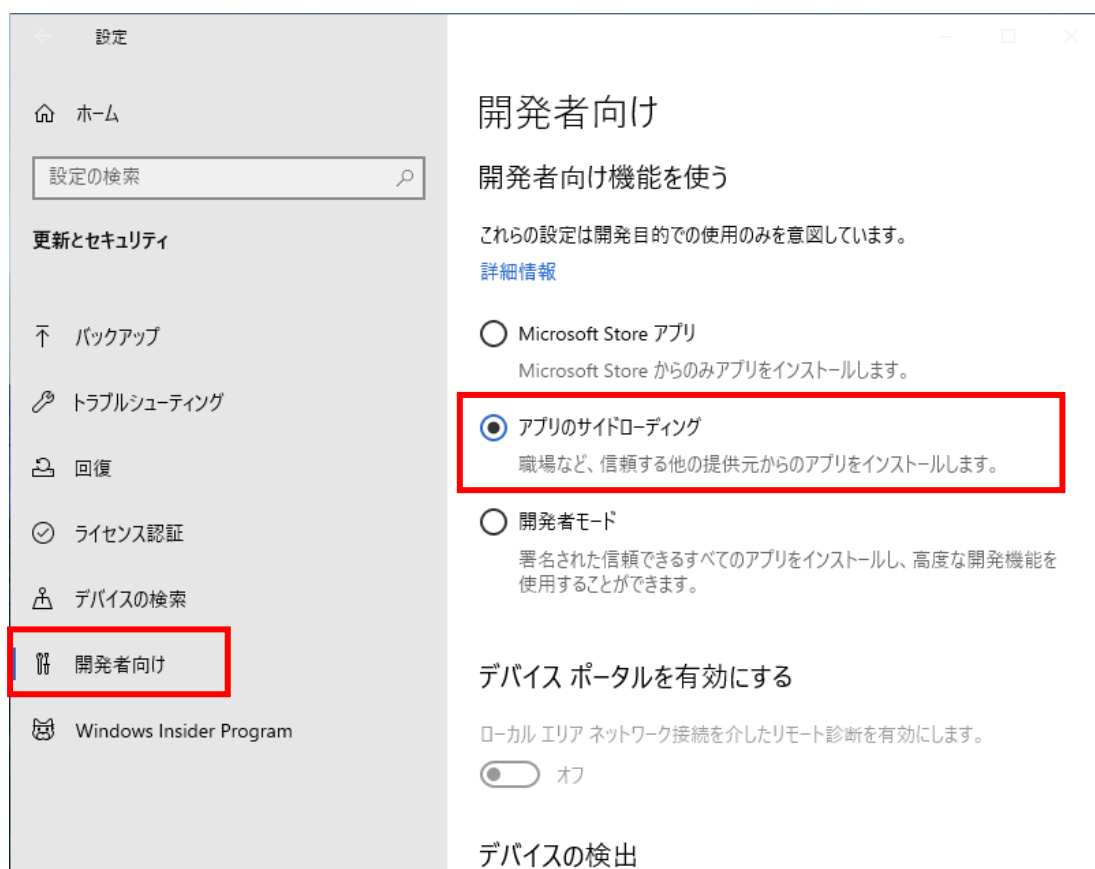 設定
ホーム
設定の検索
更新とセキュリティ
バックアップ
トラブルシューティング
回復
ライセンス認証
デバイスの検索
開発者向け
Windows Insider Program
開発者向け
開発者向け機能を使う
これらの設定は開発目的での使用のみを意図しています。
詳細情報
Microsoft Store アプリ
Microsoft Store からのみアプリをインストールします。
アプリのサイドローディング
職場など、信頼する他の提供元からのアプリをインストールします。
開発者モード
署名された信頼できるすべてのアプリをインストールし、高度な開発機能を
使用することができます。
デバイス ポータルを有効にする
ローカル エリア ネットワーク接続を介したリモート診断を有効にします。
オフ
デバイスの検出